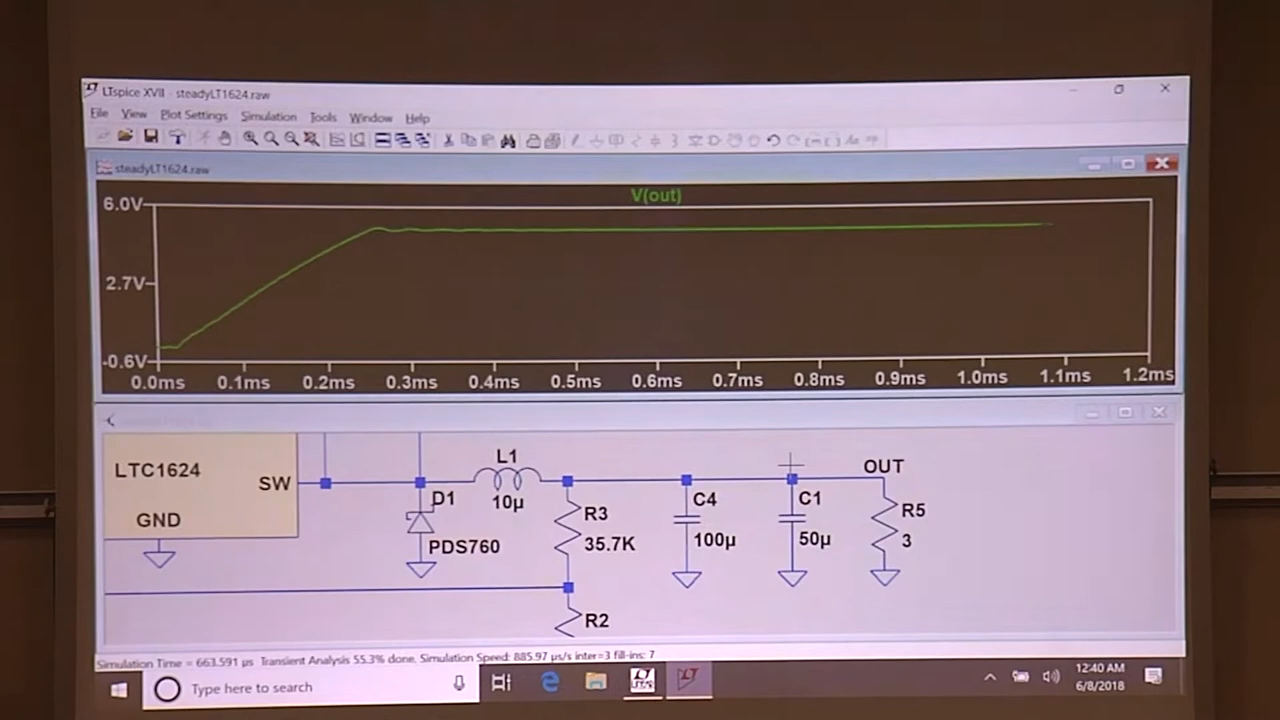 LTspice XVII - steadyLT1624.raw
File View Plot Settings Simulation Tools Window Help
steadyLT1624.raw
V(out)
6.0V
2.7V
-0.6V
0.0ms 0.1ms 0.2ms 0.3ms 0.4ms 0.5ms 0.6ms 0.7ms 0.8ms 0.9ms 1.0ms 1.1ms 1.2ms
LTC1624
SW
GND
D1
PDS760
L1
10µ
R3
35.7K
R2
C4
100µ
C1
50µ
OUT
R5
3
Simulation Time = 663.591 µs Transient Analysis 55.3% done. Simulation Speed: 885.97 µs/s inter=3 fill-ins: 7
Type here to search
12:40 AM
6/8/2018